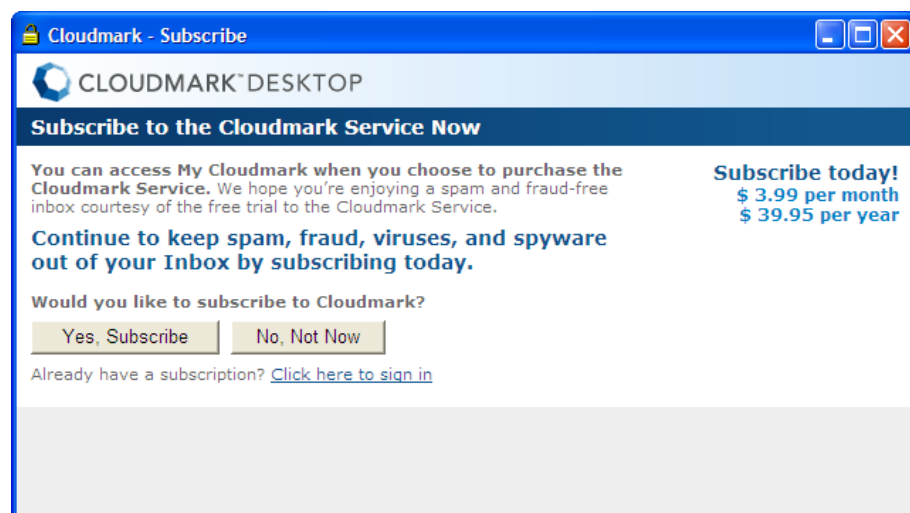 Cloudmark - Subscribe
CLOUDMARK™DESKTOP
Subscribe to the Cloudmark Service Now
You can access My Cloudmark when you choose to purchase the
Cloudmark Service. We hope you're enjoying a spam and fraud-free
inbox courtesy of the free trial to the Cloudmark Service.
Subscribe today!
$ 3.99 per month
$ 39.95 per year
Continue to keep spam, fraud, viruses, and spyware
out of your Inbox by subscribing today.
Would you like to subscribe to Cloudmark?
Yes, Subscribe
No, Not Now
Already have a subscription? Click here to sign in